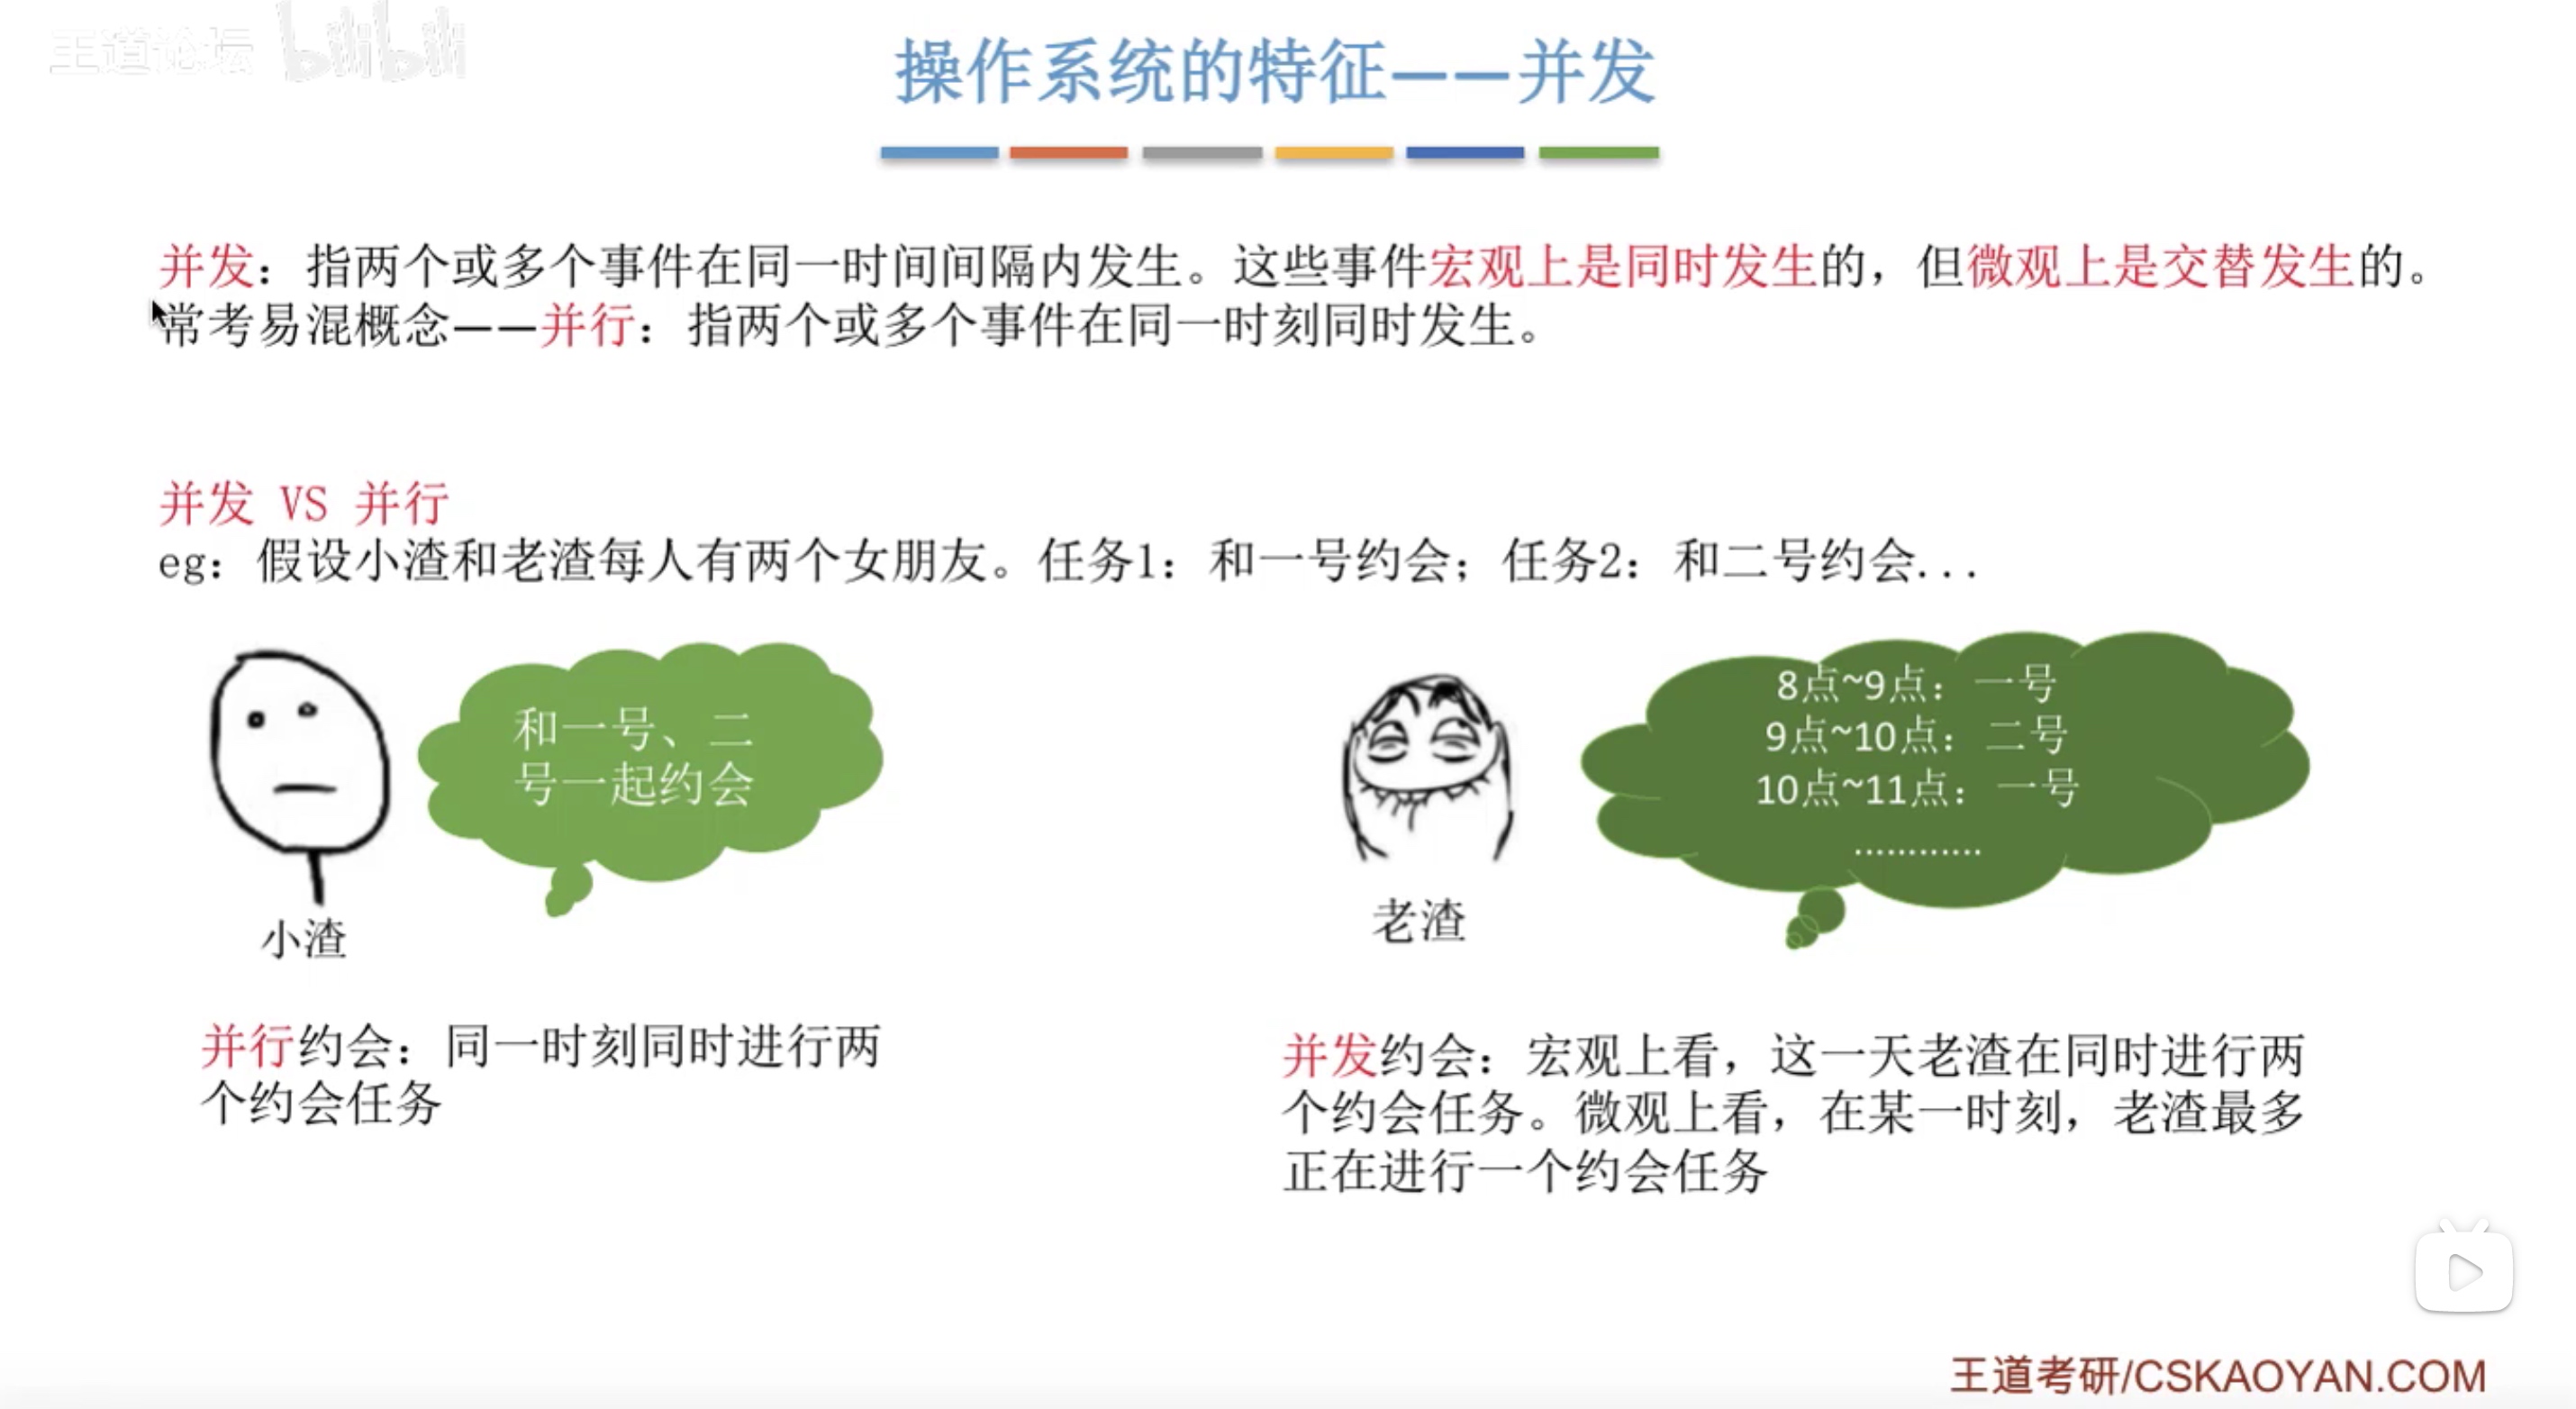 王道论坛 bilibili
操作系统的特征——并发
并发：指两个或多个事件在同一时间间隔内发生。这些事件宏观上是同时发生的，但微观上是交替发生的。
常考易混概念——并行：指两个或多个事件在同一时刻同时发生。
并发 VS 并行
eg：假设小渣和老渣每人有两个女朋友。任务1：和一号约会；任务2：和二号约会...
和一号、二
号一起约会
小渣
并行约会：同一时刻同时进行两
个约会任务
8点~9点：一号
9点~10点：二号
10点~11点：一号
…………
老渣
并发约会：宏观上看，这一天老渣在同时进行两
个约会任务。微观上看，在某一时刻，老渣最多
正在进行一个约会任务
王道考研/CSKAOYAN.COM